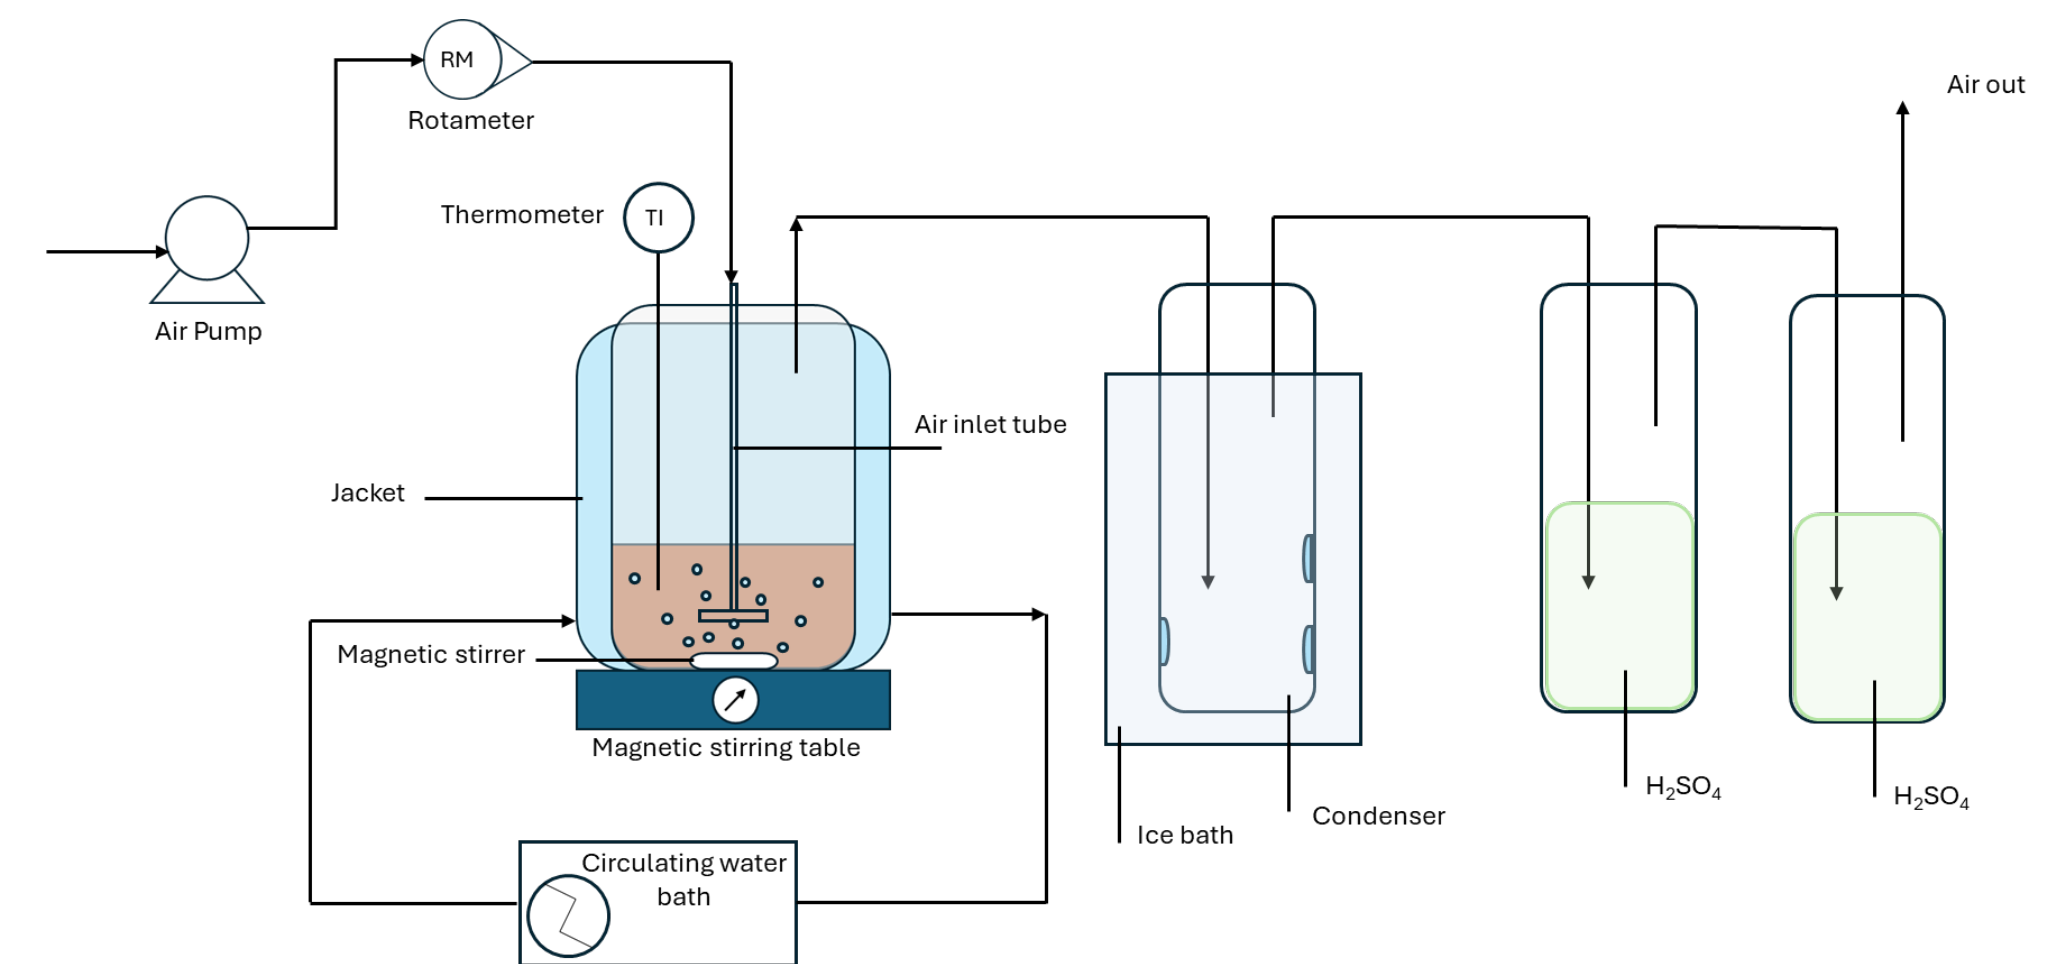 RM
Rotameter
Air out
Thermometer
TI
Air Pump
Air inlet tube
Jacket
Magnetic stirrer
Magnetic stirring table
H₂SO₄
H₂SO₄
Condenser
Ice bath
Circulating water
bath